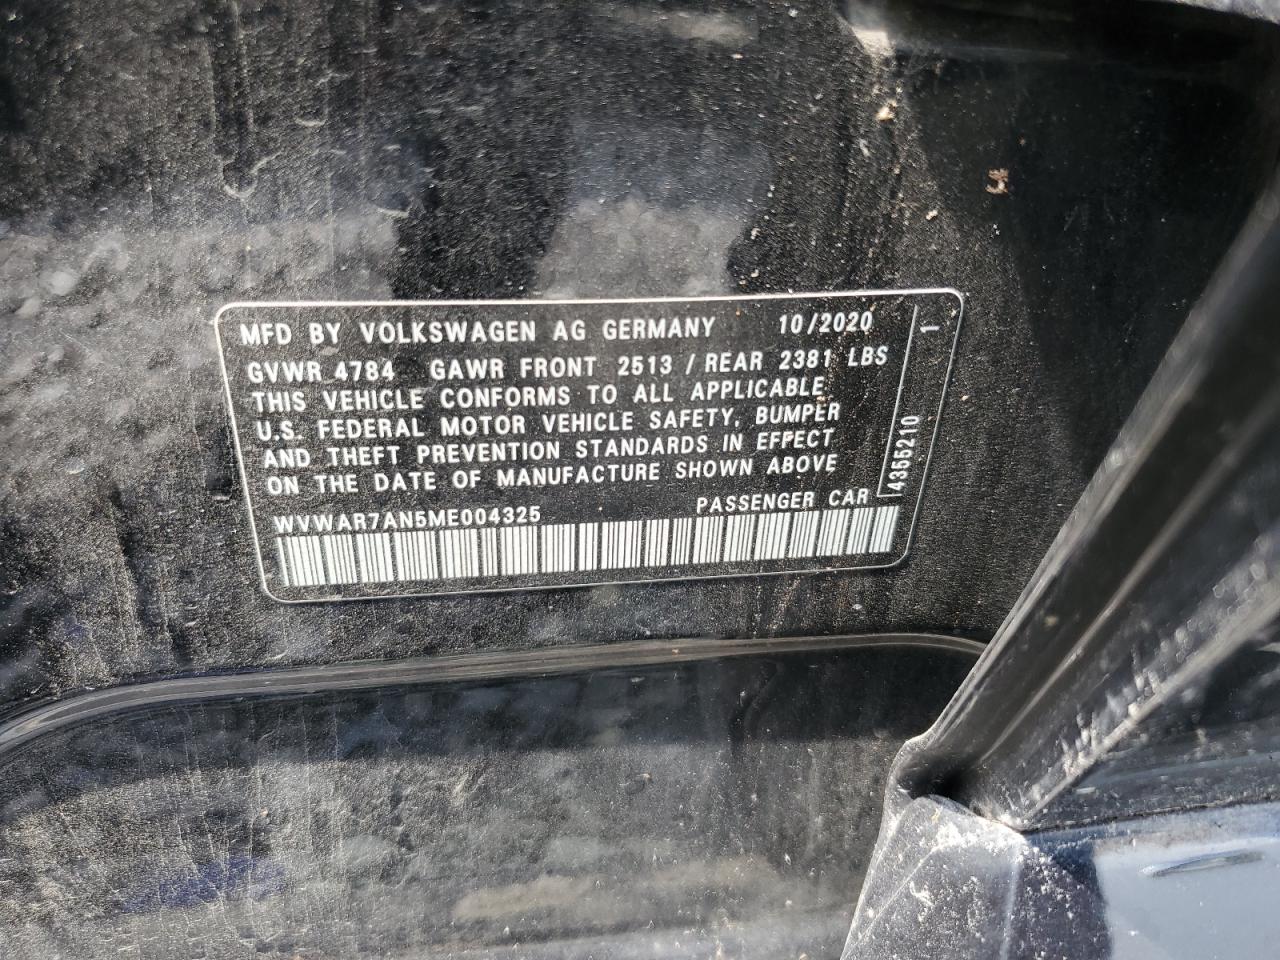 MFD BY VOLKSWAGEN AG GERMANY 10/2020
GVWR 4784 GAWR FRONT 2513 / REAR 2381 LBS
THIS VEHICLE CONFORMS TO ALL APPLICABLE
U.S. FEDERAL MOTOR VEHICLE SAFETY, BUMPER
AND THEFT PREVENTION STANDARDS IN EFFECT
ON THE DATE OF MANUFACTURE SHOWN ABOVE
PASSENGER CAR
WVWAR7AN5ME004325
4355210 1